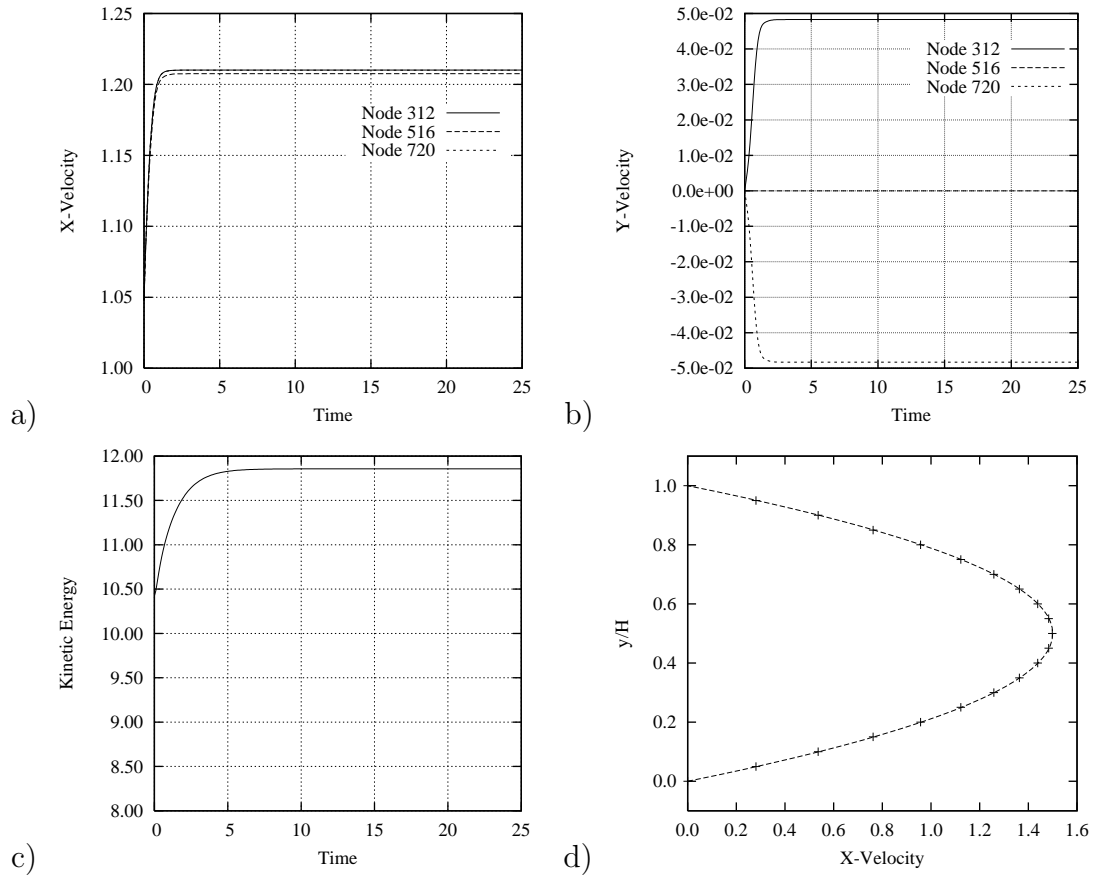 1.25
1.20
1.15
1.10
1.05
1.00
X-Velocity
Node 312
Node 516
Node 720
0 5 10 15 20 25
Time
a)
5.0e-02
4.0e-02
3.0e-02
2.0e-02
1.0e-02
0.0e+00
-1.0e-02
-2.0e-02
-3.0e-02
-4.0e-02
-5.0e-02
Y-Velocity
Node 312
Node 516
Node 720
0 5 10 15 20 25
Time
b)
12.00
11.50
11.00
10.50
10.00
9.50
9.00
8.50
8.00
Kinetic Energy
0 5 10 15 20 25
Time
c)
1.0
0.8
0.6
0.4
0.2
0.0
y/H
0.0 0.2 0.4 0.6 0.8 1.0 1.2 1.4 1.6
X-Velocity
d)